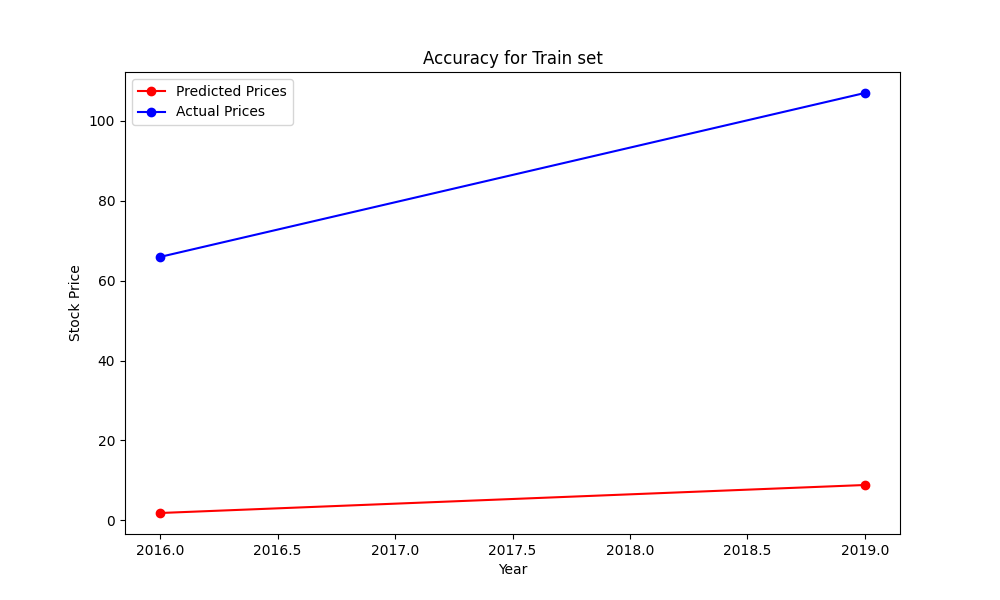 Accuracy for Train set
Predicted Prices
Actual Prices
Stock Price
100
80
60
40
20
0
2016.0 2016.5 2017.0 2017.5 2018.0 2018.5 2019.0
Year